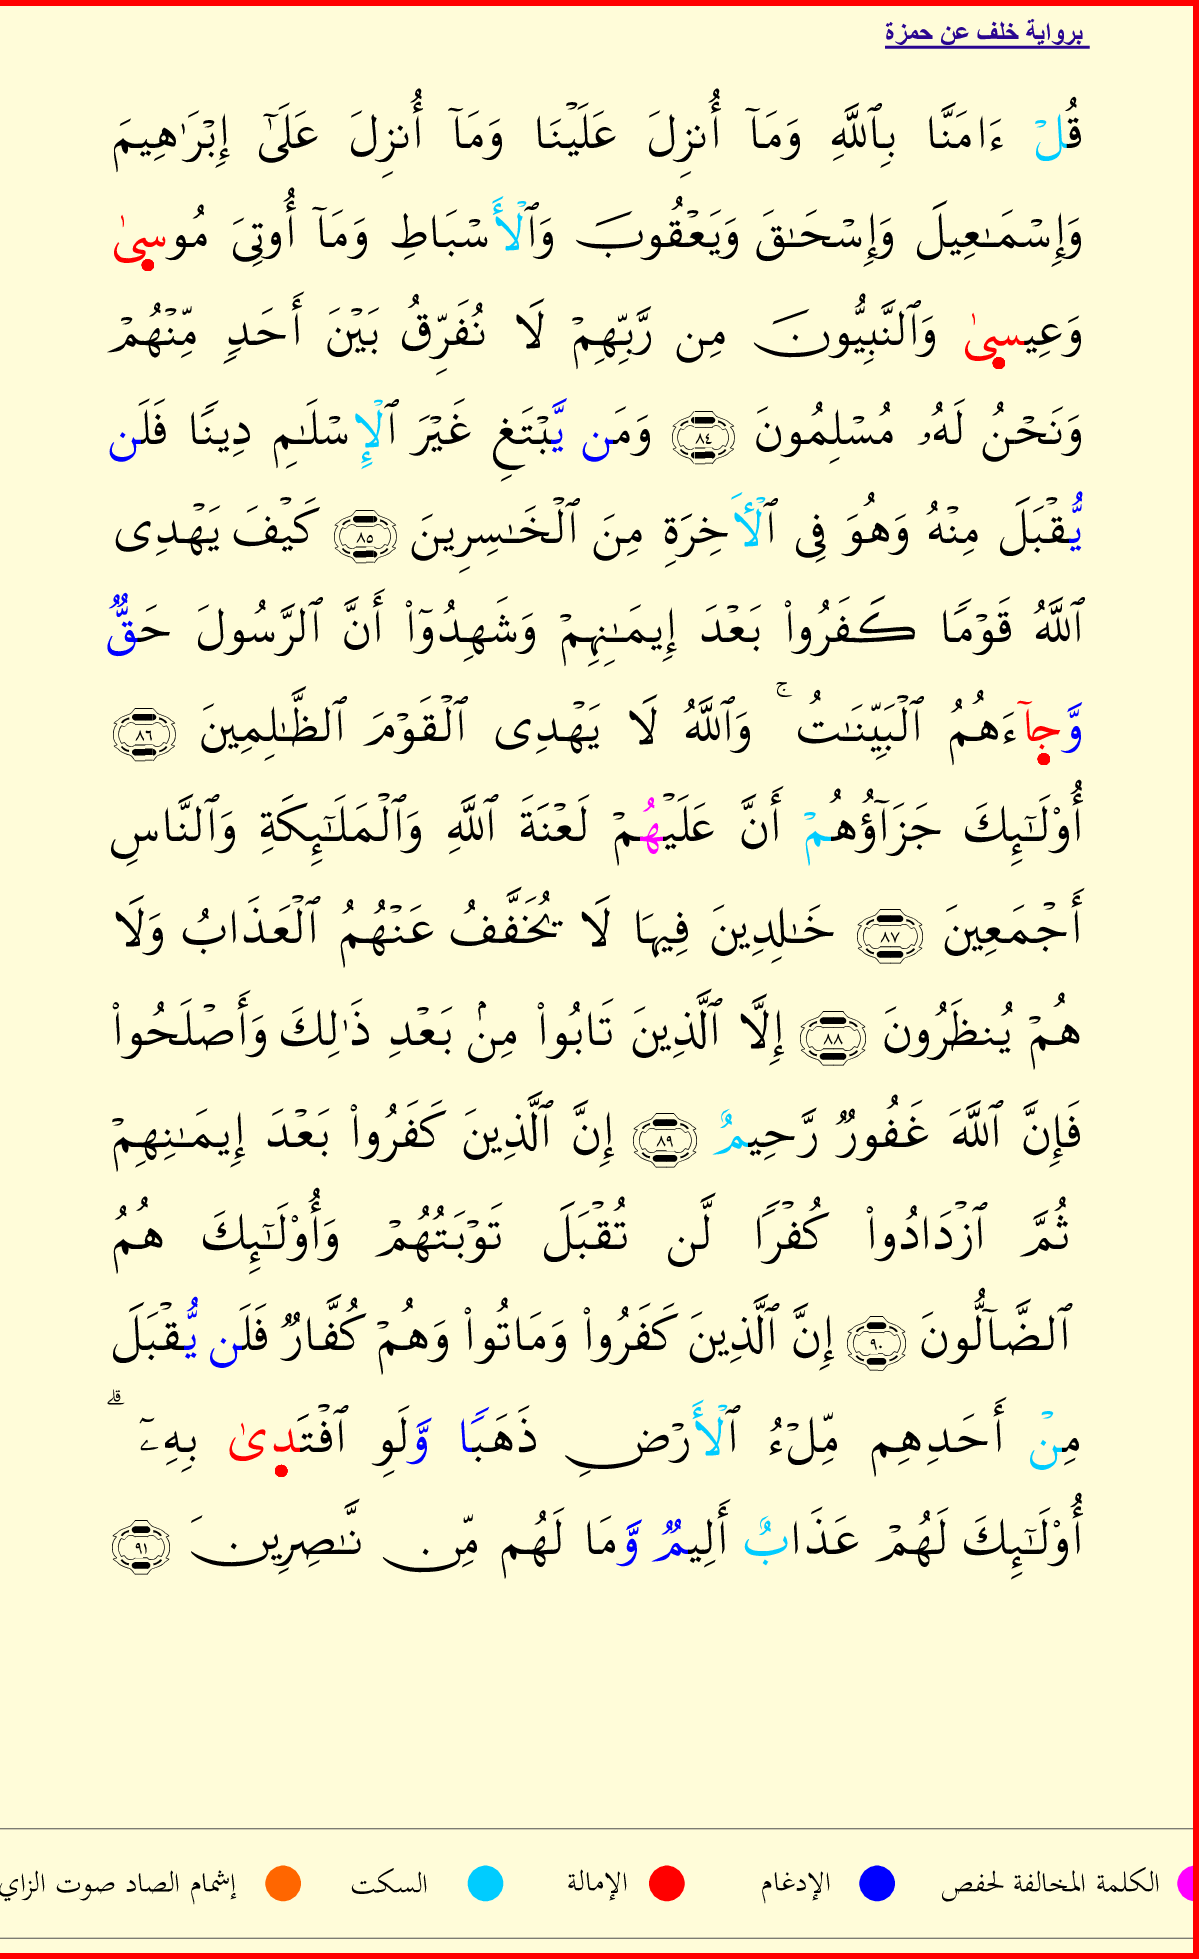 برواية خلف عن حمزة
قُلۡ ءَامَنَّا بِٱللَّهِ وَمَآ أُنزِلَ عَلَيۡنَا وَمَآ أُنزِلَ عَلَىٰٓ إِبۡرَٰهِيمَ
وَإِسۡمَٰعِيلَ وَإِسۡحَٰقَ وَيَعۡقُوبَ وَٱلۡأَسۡبَاطِ وَمَآ أُوتِىَ مُوسىٰ
وَعِيسىٰ وَٱلنَّبِيُّونَ مِن رَّبِّهِمۡ لَا نُفَرِّقُ بَيۡنَ أَحَدٍ مِّنۡهُمۡ
وَنَحۡنُ لَهُۥ مُسۡلِمُونَ ٨٤ وَمَن يَّبۡتَغِ غَيۡرَ ٱلۡإِسۡلَٰمِ دِينًا فَلَن
يُّقۡبَلَ مِنۡهُ وَهُوَ فِى ٱلۡأَخِرَةِ مِنَ ٱلۡخَٰسِرِينَ ٨٥ كَيۡفَ يَهۡدِى
ٱللَّهُ قَوۡمًا كَفَرُواْ بَعۡدَ إِيمَٰنِهِمۡ وَشَهِدُوٓاْ أَنَّ ٱلرَّسُولَ حَقٌّ
وَّجآءَهُمُ ٱلۡبَيِّنَٰتُ ۚ وَٱللَّهُ لَا يَهۡدِى ٱلۡقَوۡمَ ٱلظَّٰلِمِينَ ٨٦
أُوْلَٰٓئِكَ جَزَآؤُهُمۡ أَنَّ عَلَيۡهُمۡ لَعۡنَةَ ٱللَّهِ وَٱلۡمَلَٰٓئِكَةِ وَٱلنَّاسِ
أَجۡمَعِينَ ٨٧ خَٰلِدِينَ فِيهَا لَا يُخَفَّفُ عَنۡهُمُ ٱلۡعَذَابُ وَلَا
هُمۡ يُنظَرُونَ ٨٨ إِلَّا ٱلَّذِينَ تَابُواْ مِنۢ بَعۡدِ ذَٰلِكَ وَأَصۡلَحُواْ
فَإِنَّ ٱللَّهَ غَفُورٌ رَّحِيمٌ ٨٩ إِنَّ ٱلَّذِينَ كَفَرُواْ بَعۡدَ إِيمَٰنِهِمۡ
ثُمَّ ٱزۡدَادُواْ كُفۡرًا لَّن تُقۡبَلَ تَوۡبَتُهُمۡ وَأُوْلَٰٓئِكَ هُمُ
ٱلضَّآلُّونَ ٩٠ إِنَّ ٱلَّذِينَ كَفَرُواْ وَمَاتُواْ وَهُمۡ كُفَّارٌ فَلَن يُّقۡبَلَ
مِنۡ أَحَدِهِم مِّلۡءُ ٱلۡأَرۡضِ ذَهَبًا وَّلَوِ ٱفۡتَدىٰ بِهِۦٓ ۗ
أُوْلَٰٓئِكَ لَهُمۡ عَذَابٌ أَلِيمٌ وَّمَا لَهُم مِّن نَّٰصِرِينَ ٩١
الكلمة المخالفة لحفص الإدغام الإمالة السكت إشمام الصاد صوت الزاي